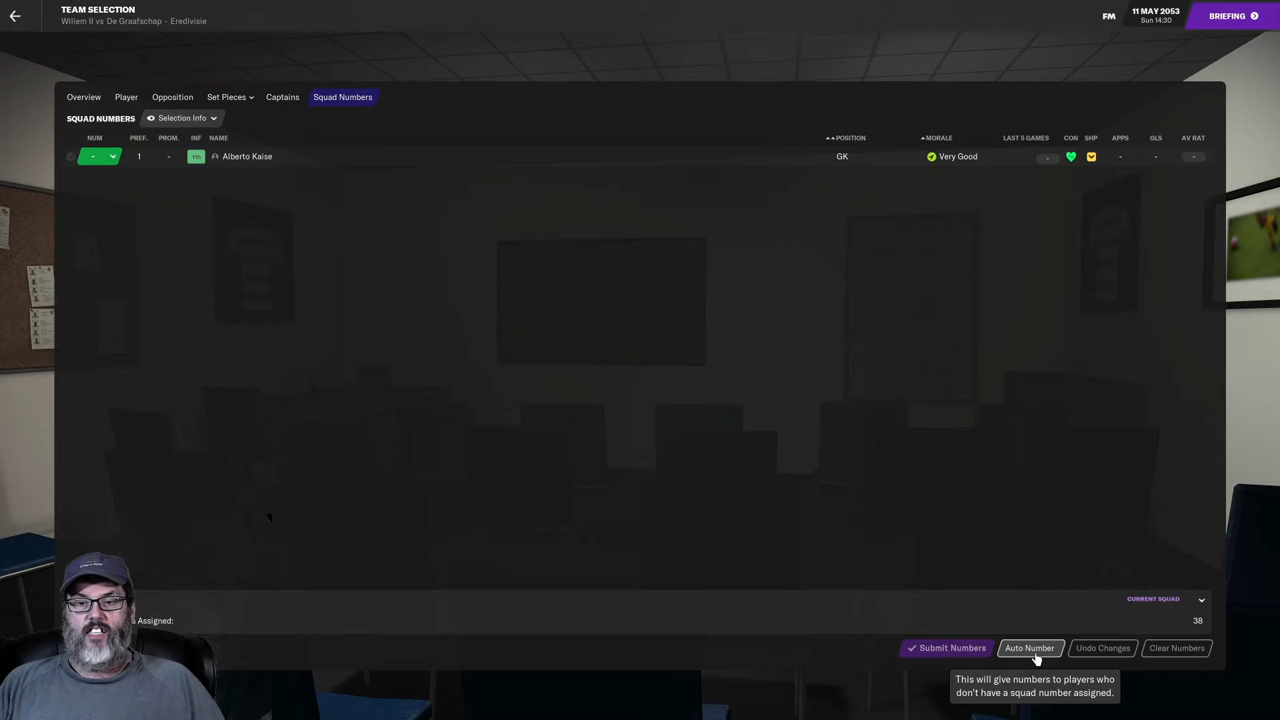 TEAM SELECTION
Willem II vs De Graafschap - Eredivisie
FM
11 MAY 2053
Sun 14:30
BRIEFING
Overview
Player
Opposition
Set Pieces
Captains
Squad Numbers
SQUAD NUMBERS
Selection Info
NUM PREF. PROM. INF NAME POSITION MORALE LAST 5 GAMES CON SHP APPS GLS AV RAT
- 1 - Yth Alberto Kaise GK Very Good - - - -
CURRENT SQUAD
s Assigned:
38
Submit Numbers
Auto Number
Undo Changes
Clear Numbers
This will give numbers to players who
don't have a squad number assigned.